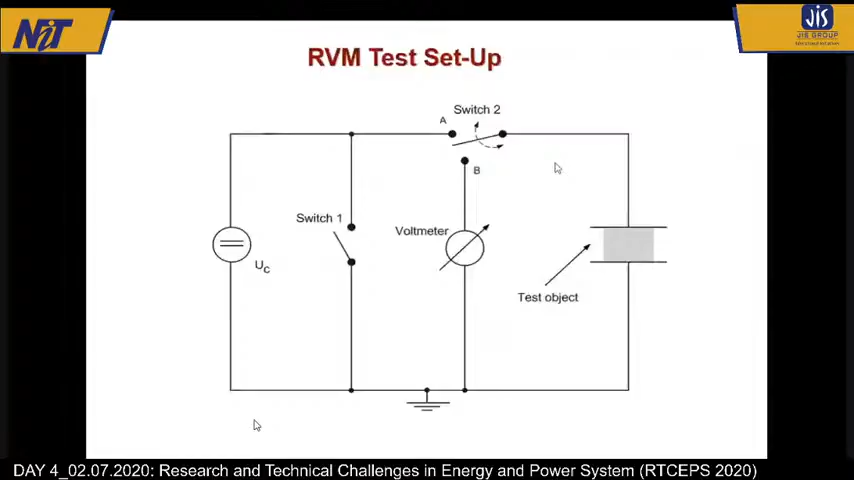 NiT
JIS
JIS GROUP
RVM Test Set-Up
Switch 2
A
B
Switch 1
Voltmeter
UC
Test object
DAY 4_02.07.2020: Research and Technical Challenges in Energy and Power System (RTCEPS 2020)